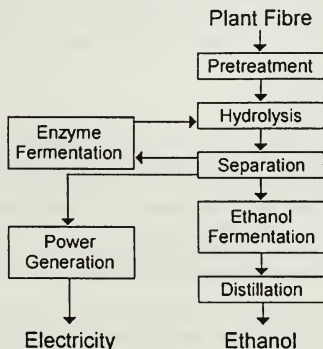 Plant Fibre
Pretreatment
Hydrolysis
Enzyme
Fermentation
Separation
Ethanol
Fermentation
Power
Generation
Distillation
Electricity
Ethanol